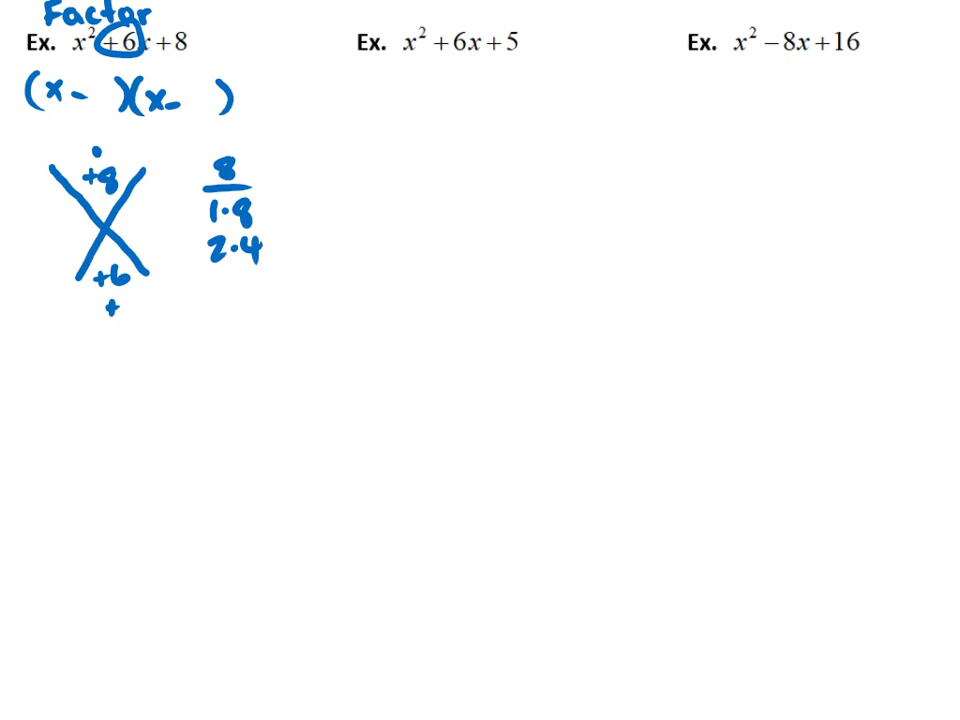 Factor
Ex. x² + 6x + 8
Ex. x² + 6x + 5
Ex. x² − 8x + 16
(x- )(x- )
·
+8
+6
+
8
1·8
2·4